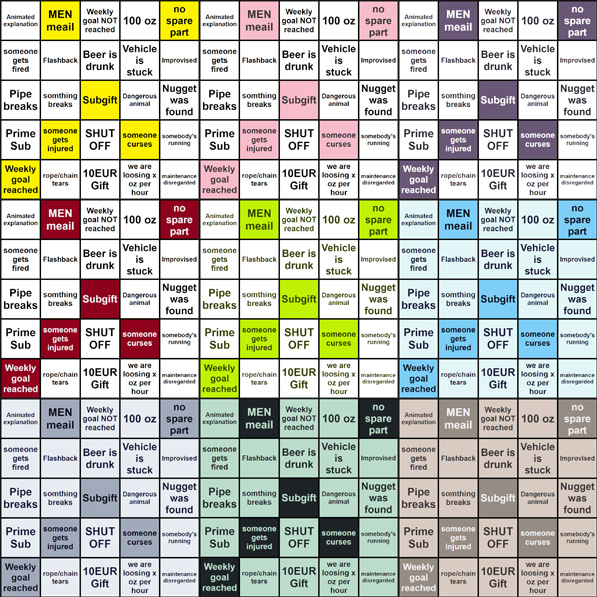 Animated explanation
MEN
meail
Weekly
goal NOT
reached
100 oz
no
spare
part
someone
gets
fired
Flashback
Beer is
drunk
Vehicle
is
stuck
Improvised
Pipe
breaks
somthing
breaks
Subgift
Dangerous
animal
Nugget
was
found
Prime
Sub
someone
gets
injured
SHUT
OFF
someone
curses
somebody's
running
Weekly
goal
reached
rope/chain
tears
10EUR
Gift
we are
loosing x
oz per
hour
maintenance
disregarded
Animated explanation
MEN
meail
Weekly
goal NOT
reached
100 oz
no
spare
part
someone
gets
fired
Flashback
Beer is
drunk
Vehicle
is
stuck
Improvised
Pipe
breaks
somthing
breaks
Subgift
Dangerous
animal
Nugget
was
found
Prime
Sub
someone
gets
injured
SHUT
OFF
someone
curses
somebody's
running
Weekly
goal
reached
rope/chain
tears
10EUR
Gift
we are
loosing x
oz per
hour
maintenance
disregarded
Animated explanation
MEN
meail
Weekly
goal NOT
reached
100 oz
no
spare
part
someone
gets
fired
Flashback
Beer is
drunk
Vehicle
is
stuck
Improvised
Pipe
breaks
somthing
breaks
Subgift
Dangerous
animal
Nugget
was
found
Prime
Sub
someone
gets
injured
SHUT
OFF
someone
curses
somebody's
running
Weekly
goal
reached
rope/chain
tears
10EUR
Gift
we are
loosing x
oz per
hour
maintenance
disregarded
Animated explanation
MEN
meail
Weekly
goal NOT
reached
100 oz
no
spare
part
someone
gets
fired
Flashback
Beer is
drunk
Vehicle
is
stuck
Improvised
Pipe
breaks
somthing
breaks
Subgift
Dangerous
animal
Nugget
was
found
Prime
Sub
someone
gets
injured
SHUT
OFF
someone
curses
somebody's
running
Weekly
goal
reached
rope/chain
tears
10EUR
Gift
we are
loosing x
oz per
hour
maintenance
disregarded
Animated explanation
MEN
meail
Weekly
goal NOT
reached
100 oz
no
spare
part
someone
gets
fired
Flashback
Beer is
drunk
Vehicle
is
stuck
Improvised
Pipe
breaks
somthing
breaks
Subgift
Dangerous
animal
Nugget
was
found
Prime
Sub
someone
gets
injured
SHUT
OFF
someone
curses
somebody's
running
Weekly
goal
reached
rope/chain
tears
10EUR
Gift
we are
loosing x
oz per
hour
maintenance
disregarded
Animated explanation
MEN
meail
Weekly
goal NOT
reached
100 oz
no
spare
part
someone
gets
fired
Flashback
Beer is
drunk
Vehicle
is
stuck
Improvised
Pipe
breaks
somthing
breaks
Subgift
Dangerous
animal
Nugget
was
found
Prime
Sub
someone
gets
injured
SHUT
OFF
someone
curses
somebody's
running
Weekly
goal
reached
rope/chain
tears
10EUR
Gift
we are
loosing x
oz per
hour
maintenance
disregarded
Animated explanation
MEN
meail
Weekly
goal NOT
reached
100 oz
no
spare
part
someone
gets
fired
Flashback
Beer is
drunk
Vehicle
is
stuck
Improvised
Pipe
breaks
somthing
breaks
Subgift
Dangerous
animal
Nugget
was
found
Prime
Sub
someone
gets
injured
SHUT
OFF
someone
curses
somebody's
running
Weekly
goal
reached
rope/chain
tears
10EUR
Gift
we are
loosing x
oz per
hour
maintenance
disregarded
Animated explanation
MEN
meail
Weekly
goal NOT
reached
100 oz
no
spare
part
someone
gets
fired
Flashback
Beer is
drunk
Vehicle
is
stuck
Improvised
Pipe
breaks
somthing
breaks
Subgift
Dangerous
animal
Nugget
was
found
Prime
Sub
someone
gets
injured
SHUT
OFF
someone
curses
somebody's
running
Weekly
goal
reached
rope/chain
tears
10EUR
Gift
we are
loosing x
oz per
hour
maintenance
disregarded
Animated explanation
MEN
meail
Weekly
goal NOT
reached
100 oz
no
spare
part
someone
gets
fired
Flashback
Beer is
drunk
Vehicle
is
stuck
Improvised
Pipe
breaks
somthing
breaks
Subgift
Dangerous
animal
Nugget
was
found
Prime
Sub
someone
gets
injured
SHUT
OFF
someone
curses
somebody's
running
Weekly
goal
reached
rope/chain
tears
10EUR
Gift
we are
loosing x
oz per
hour
maintenance
disregarded